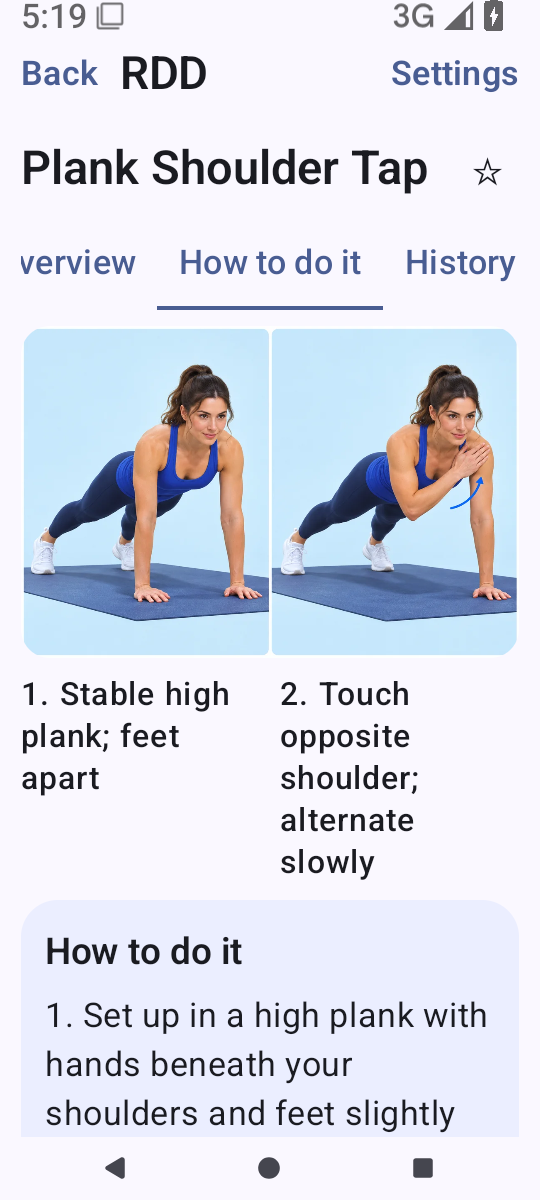 5:19 3G
Back RDD Settings
Plank Shoulder Tap ☆
verview How to do it History
1. Stable high
plank; feet
apart
2. Touch
opposite
shoulder;
alternate
slowly
How to do it
1. Set up in a high plank with
hands beneath your
shoulders and feet slightly